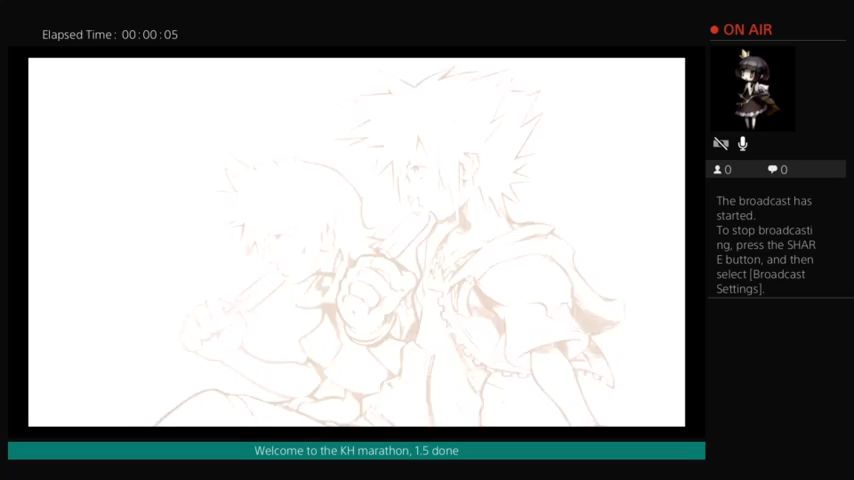 Elapsed Time: 00:00:05
ON AIR
0 0
The broadcast has
started.
To stop broadcasti
ng, press the SHAR
E button, and then
select [Broadcast
Settings].
Welcome to the KH marathon, 1.5 done